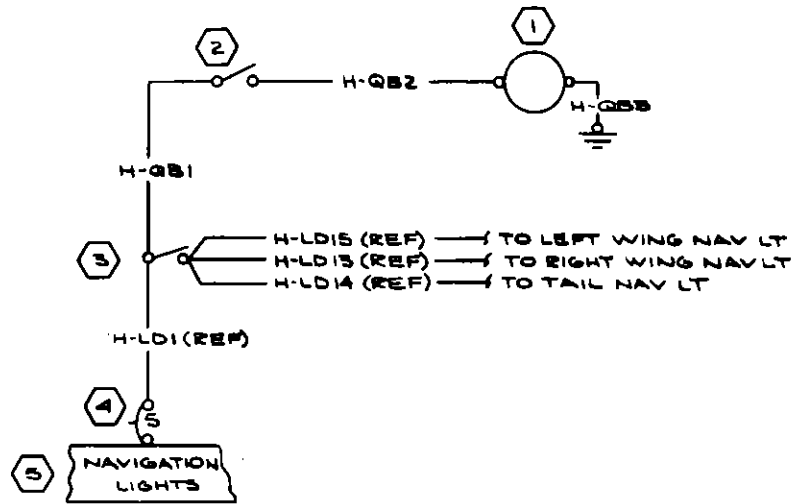 1
2
H-QB2
H-QBB
H-QB1
3
H-LD15 (REF) TO LEFT WING NAV LT
H-LD13 (REF) TO RIGHT WING NAV LT
H-LD14 (REF) TO TAIL NAV LT
H-LD1 (REF)
4
5
5
NAVIGATION
LIGHTS